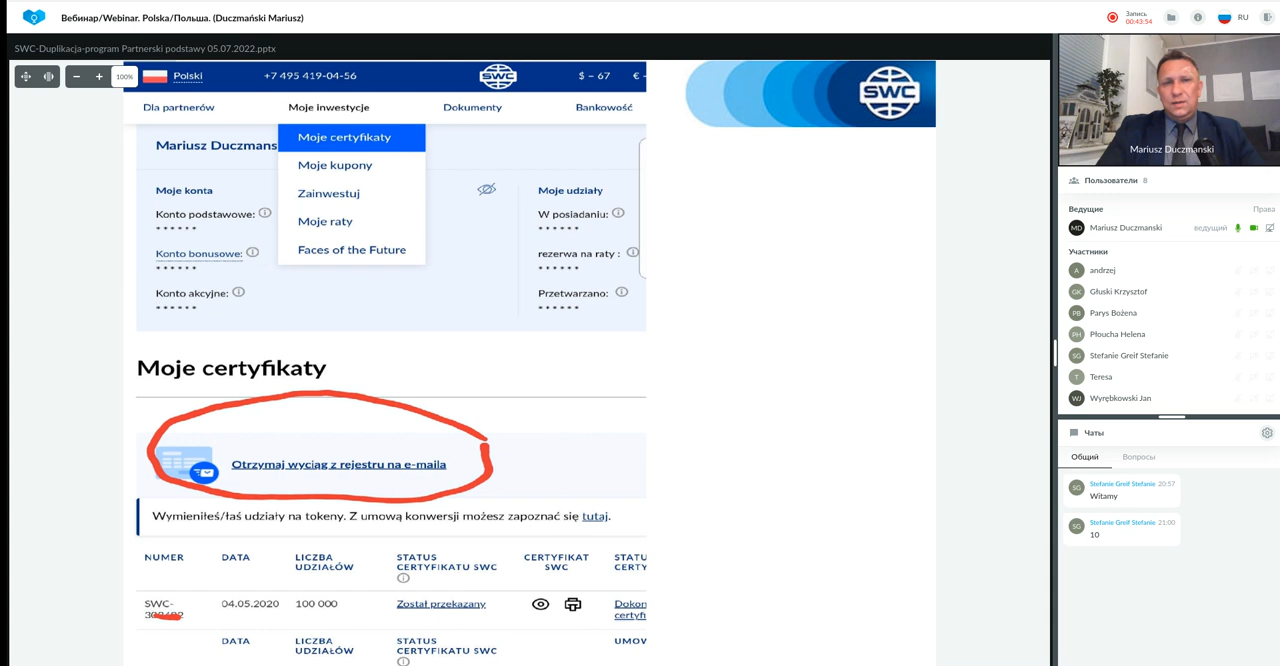 Вебинар/Webinar. Polska/Польша. (Duczmański Mariusz)
Запись
00:43:54
RU
SWC-Duplikacja-program Partnerski podstawy 05.07.2022.pptx
100%
Polski
+7 495 419-04-56
SWC
$ – 67
€ -
Dla partnerów
Moje inwestycje
Dokumenty
Bankowość
Moje certyfikaty
Moje kupony
Zainwestuj
Moje raty
Faces of the Future
Mariusz Duczmans
Moje konta
Konto podstawowe:
******
Konto bonusowe:
******
Konto akcyjne:
******
Moje udziały
W posiadaniu:
******
rezerwa na raty :
******
Przetwarzano:
******
SWC
Moje certyfikaty
Otrzymaj wyciąg z rejestru na e-maila
Wymieniłeś/łaś udziały na tokeny. Z umową konwersji możesz zapoznać się tutaj.
NUMER
DATA
LICZBA UDZIAŁÓW
STATUS CERTYFIKATU SWC
CERTYFIKAT SWC
STATU
CERTY
SWC-
04.05.2020
100 000
Został przekazany
Dokon
certyfi
DATA
LICZBA UDZIAŁÓW
STATUS CERTYFIKATU SWC
UMOW
Mariusz Duczmanski
Пользователи 8
Ведущие
Права
MD Mariusz Duczmanski ведущий
Участники
A andrzej
GK Głuski Krzysztof
PB Parys Bożena
PH Płoucha Helena
SG Stefanie Greif Stefanie
T Teresa
WJ Wyrębkowski Jan
Чаты
Общий
Вопросы
SG Stefanie Greif Stefanie 20:57
Witamy
SG Stefanie Greif Stefanie 21:00
10